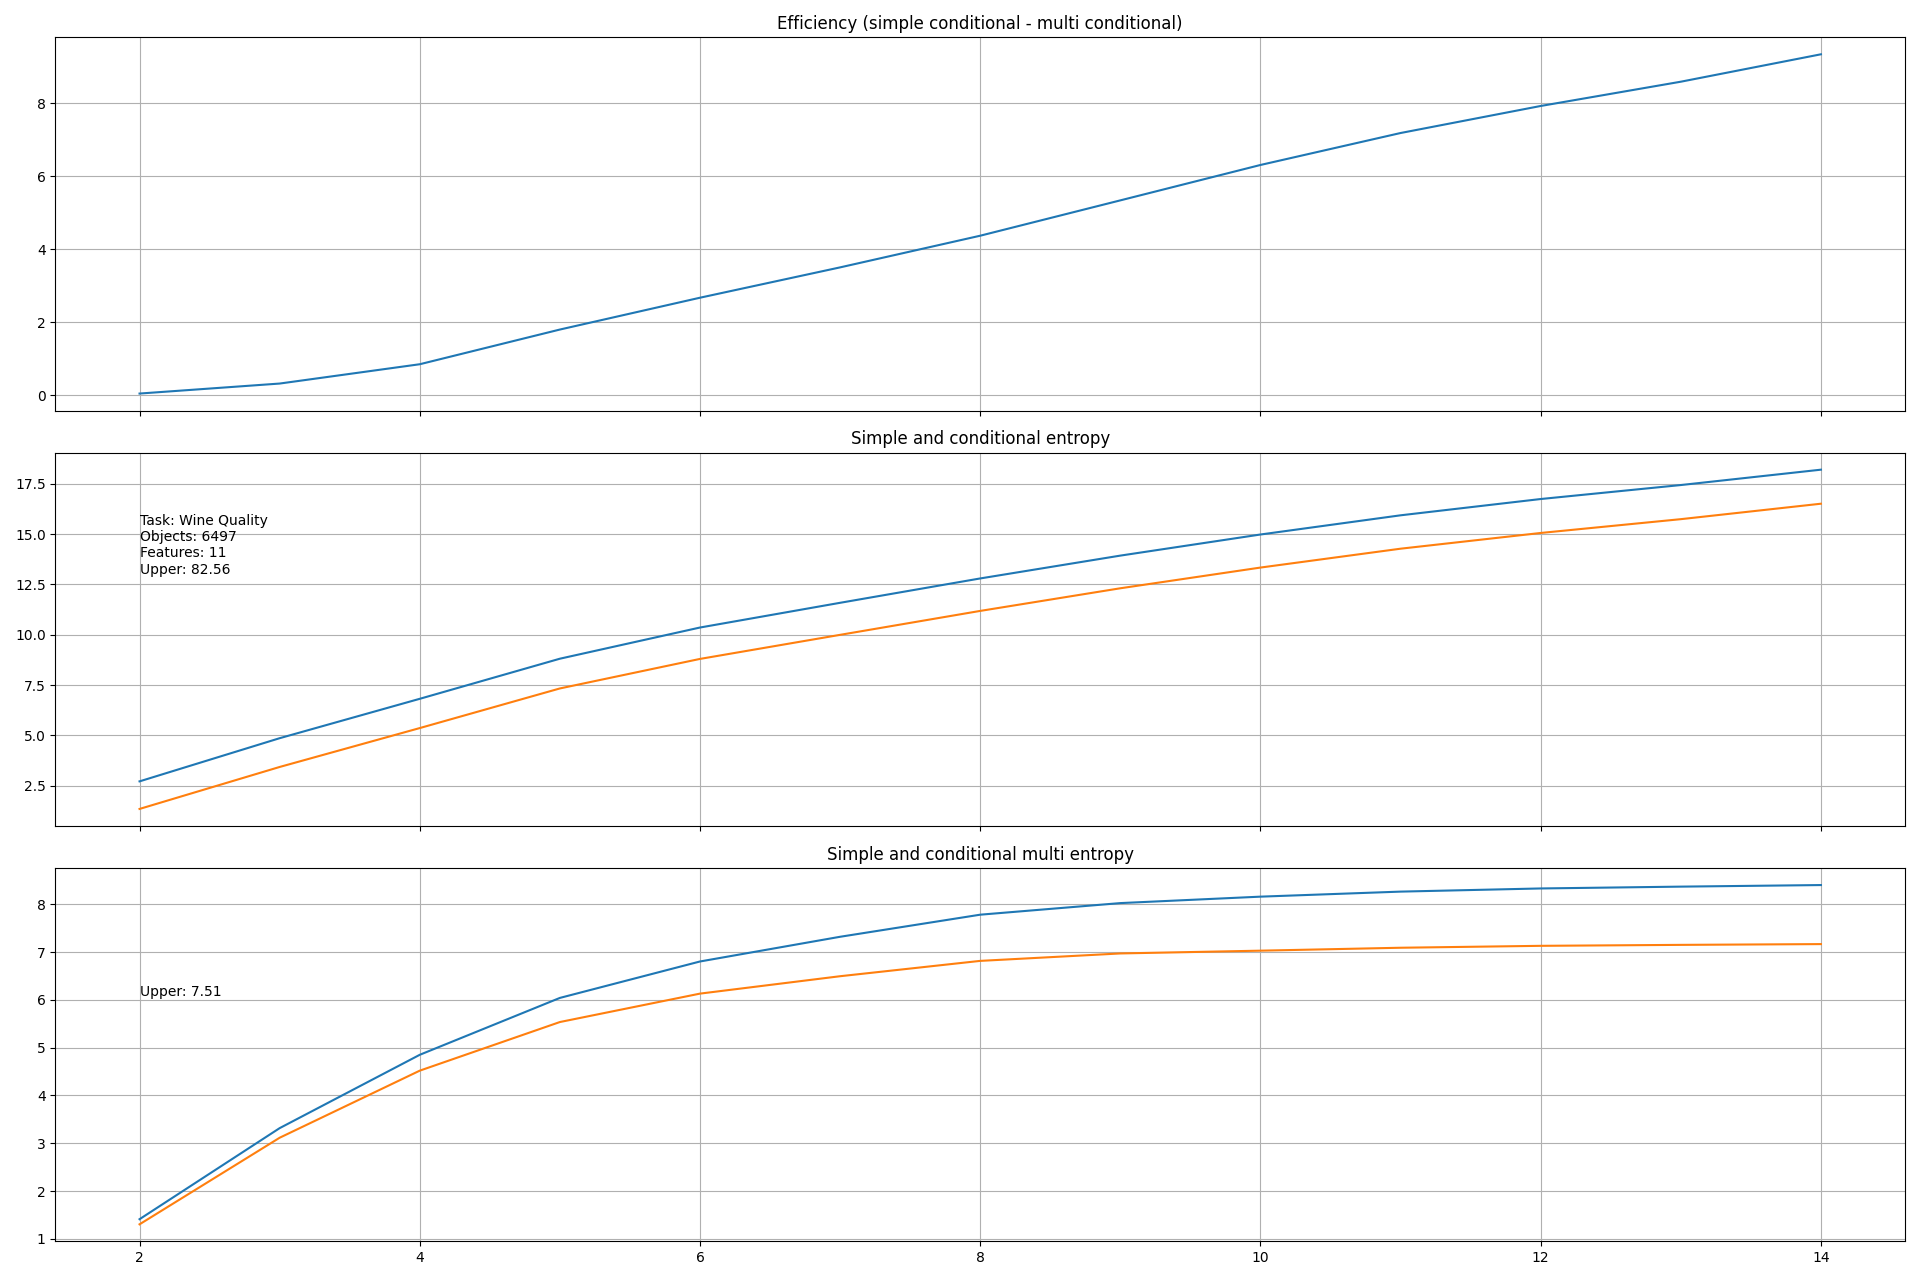 Efficiency (simple conditional - multi conditional)
8
6
4
2
0
Simple and conditional entropy
17.5
15.0
12.5
10.0
7.5
5.0
2.5
Task: Wine Quality
Objects: 6497
Features: 11
Upper: 82.56
Simple and conditional multi entropy
8
7
6
5
4
3
2
1
Upper: 7.51
2 4 6 8 10 12 14